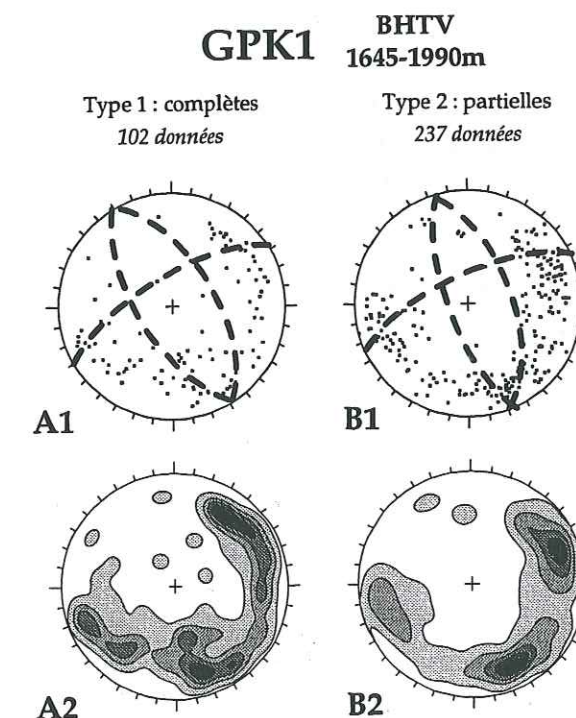 GPK1
BHTV
1645-1990m
Type 1 : complètes
102 données
Type 2 : partielles
237 données
A1
B1
A2
B2